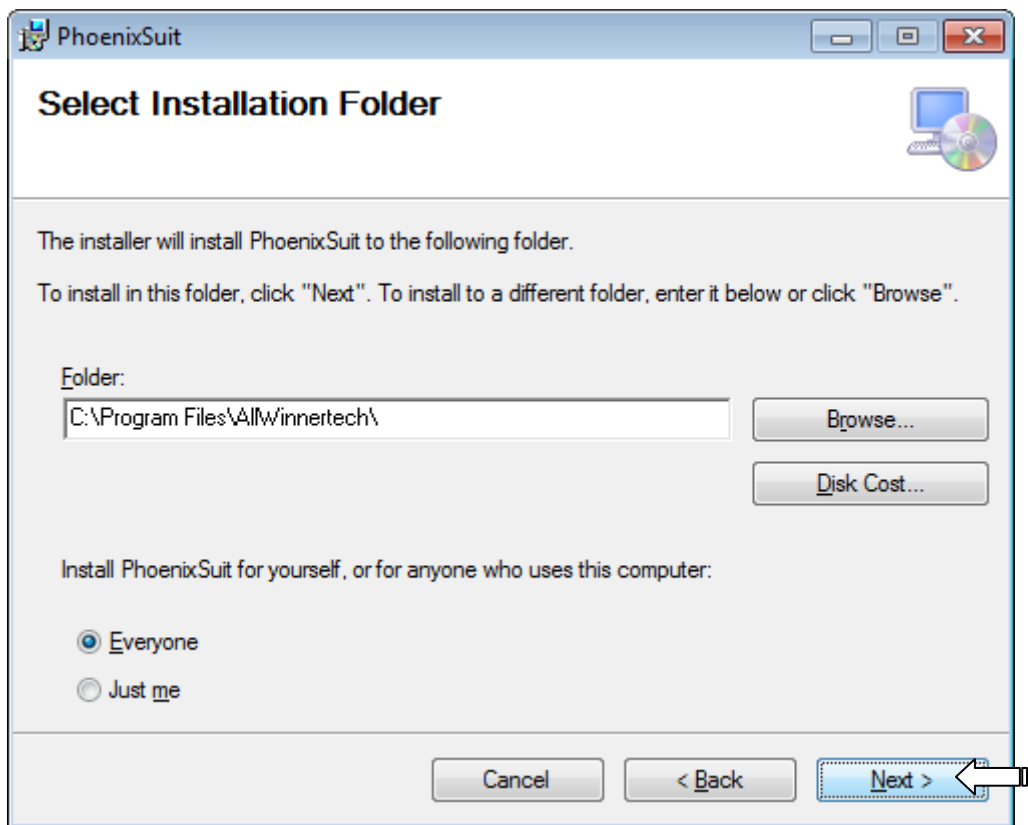 PhoenixSuit
Select Installation Folder
The installer will install PhoenixSuit to the following folder.
To install in this folder, click "Next". To install to a different folder, enter it below or click "Browse".
Folder:
C:\Program Files\AllWinnertech\
Browse...
Disk Cost...
Install PhoenixSuit for yourself, or for anyone who uses this computer:
Everyone
Just me
Cancel
< Back
Next >